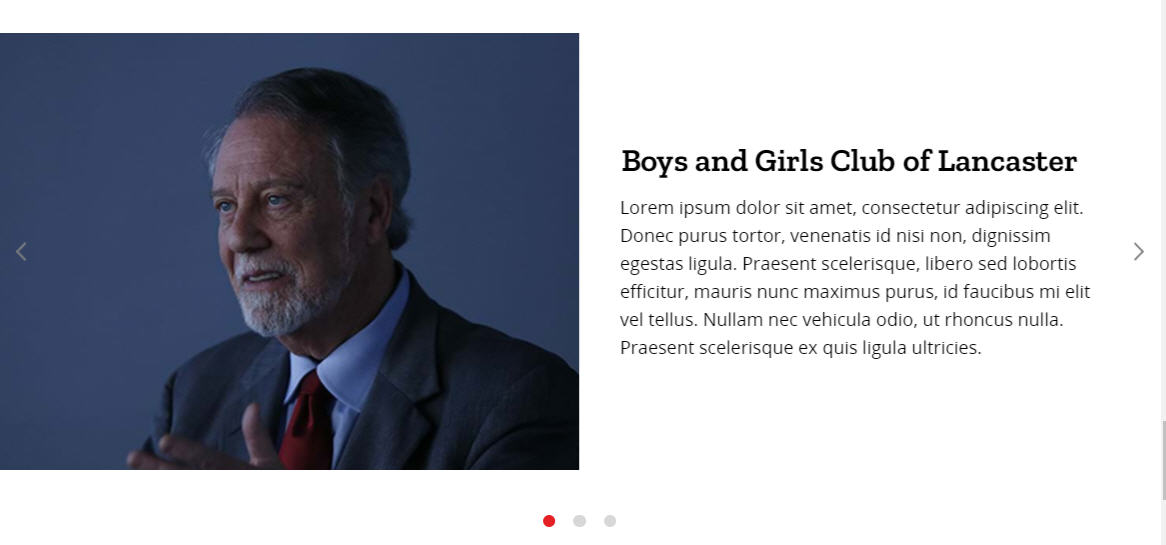 Boys and Girls Club of Lancaster
Lorem ipsum dolor sit amet, consectetur adipiscing elit.
Donec purus tortor, venenatis id nisi non, dignissim
egestas ligula. Praesent scelerisque, libero sed lobortis
efficitur, mauris nunc maximus purus, id faucibus mi elit
vel tellus. Nullam nec vehicula odio, ut rhoncus nulla.
Praesent scelerisque ex quis ligula ultricies.